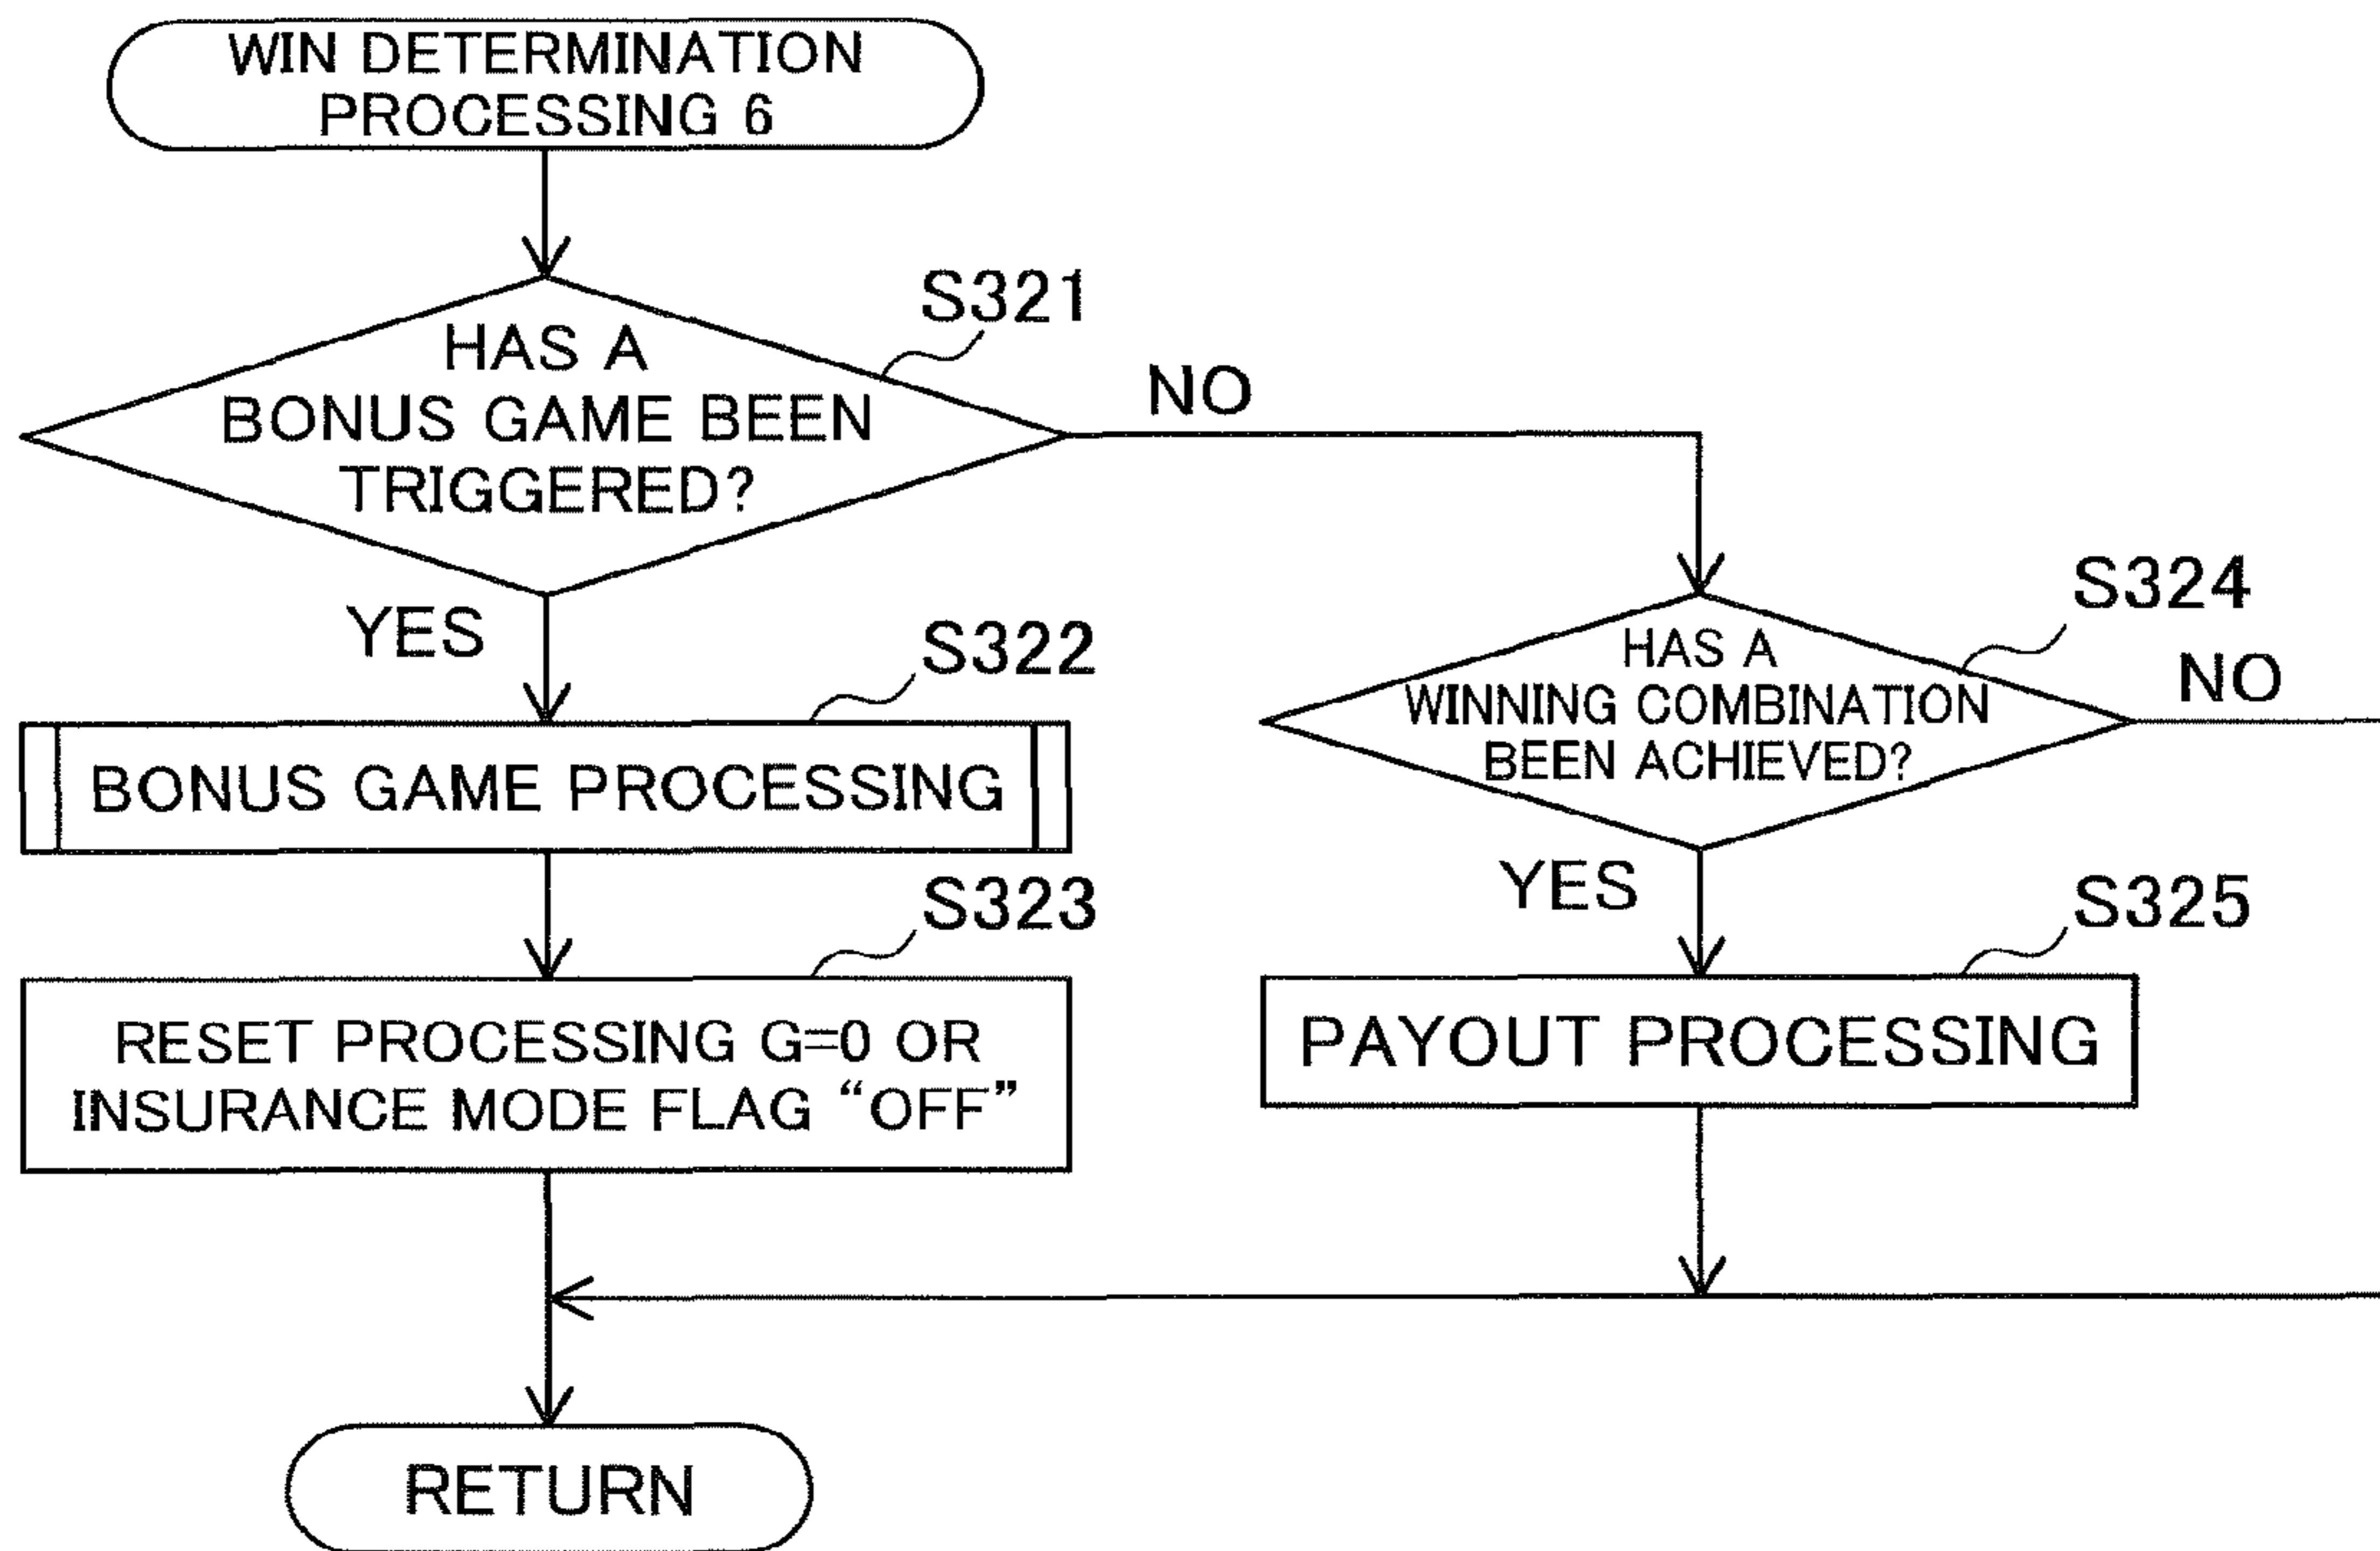 WIN DETERMINATION
PROCESSING 6
S321
HAS A
BONUS GAME BEEN
TRIGGERED?
NO
YES
S322
BONUS GAME PROCESSING
S323
RESET PROCESSING G=0 OR
INSURANCE MODE FLAG “OFF”
S324
HAS A
WINNING COMBINATION
BEEN ACHIEVED?
NO
YES
S325
PAYOUT PROCESSING
RETURN